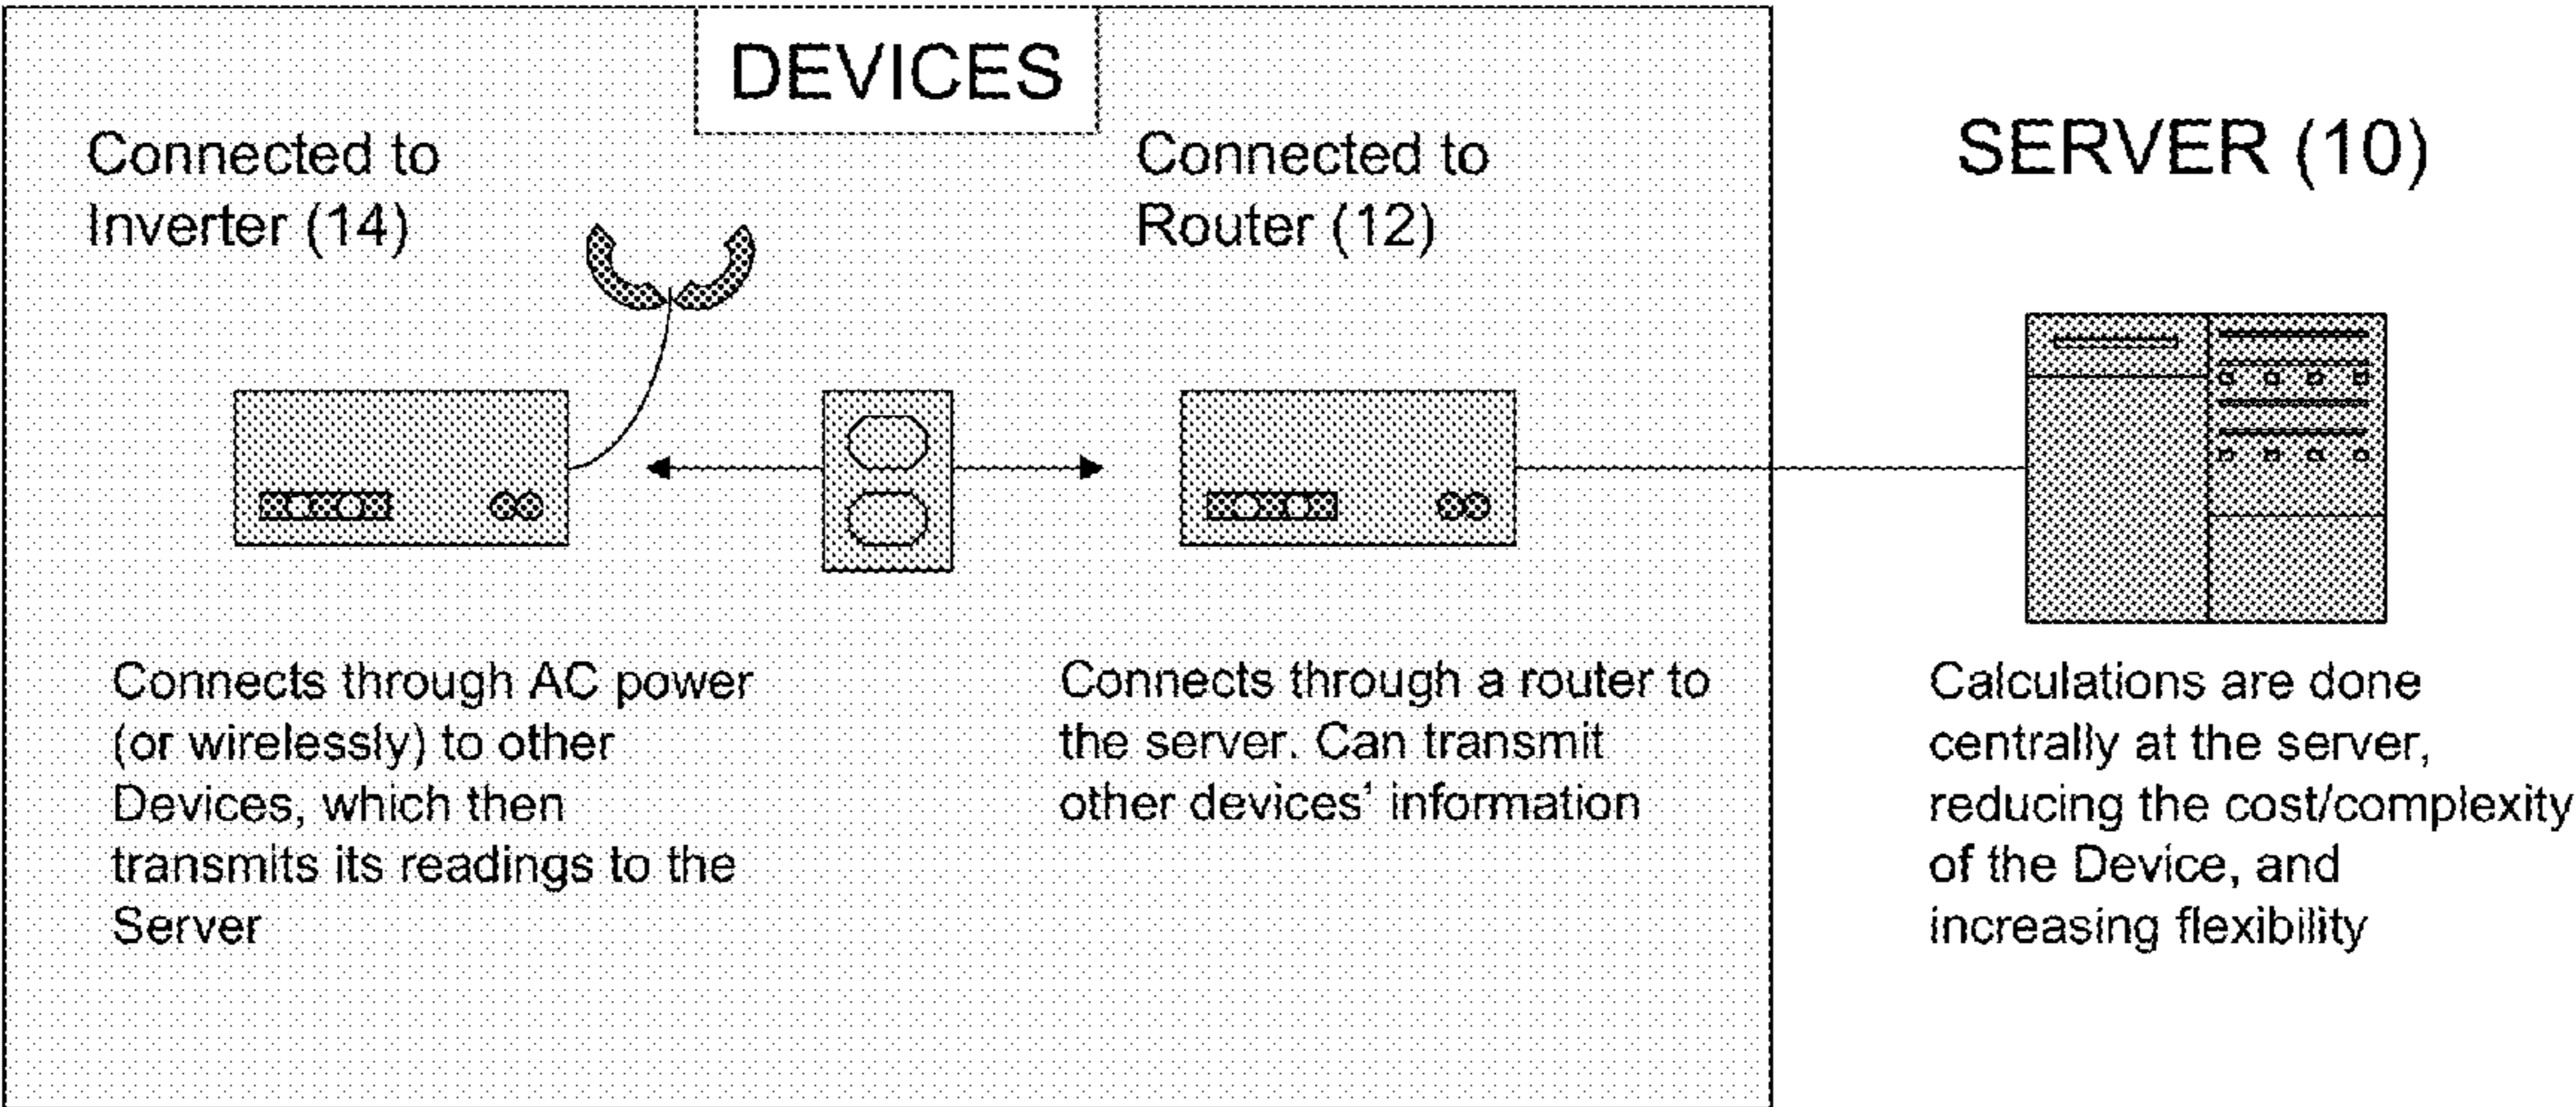 DEVICES
Connected to
Inverter (14)
Connected to
Router (12)
SERVER (10)
Connects through AC power
(or wirelessly) to other
Devices, which then
transmits its readings to the
Server
Connects through a router to
the server. Can transmit
other devices' information
Calculations are done
centrally at the server,
reducing the cost/complexity
of the Device, and
increasing flexibility